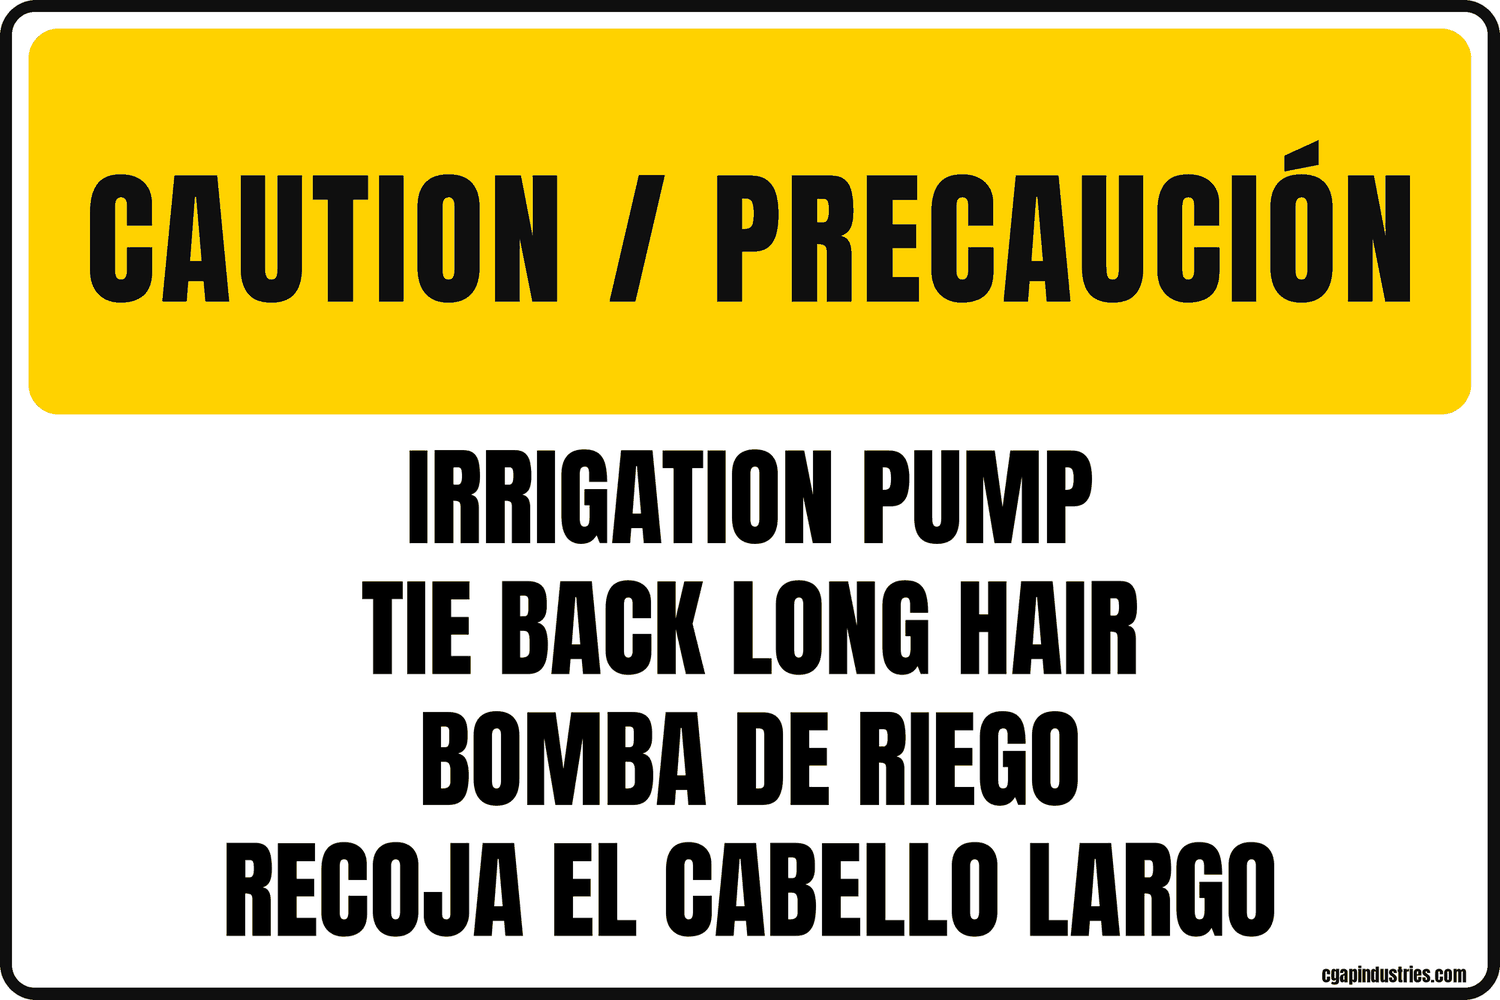 CAUTION / PRECAUCIÓN
IRRIGATION PUMP
TIE BACK LONG HAIR
BOMBA DE RIEGO
RECOJA EL CABELLO LARGO
cgapindustries.com